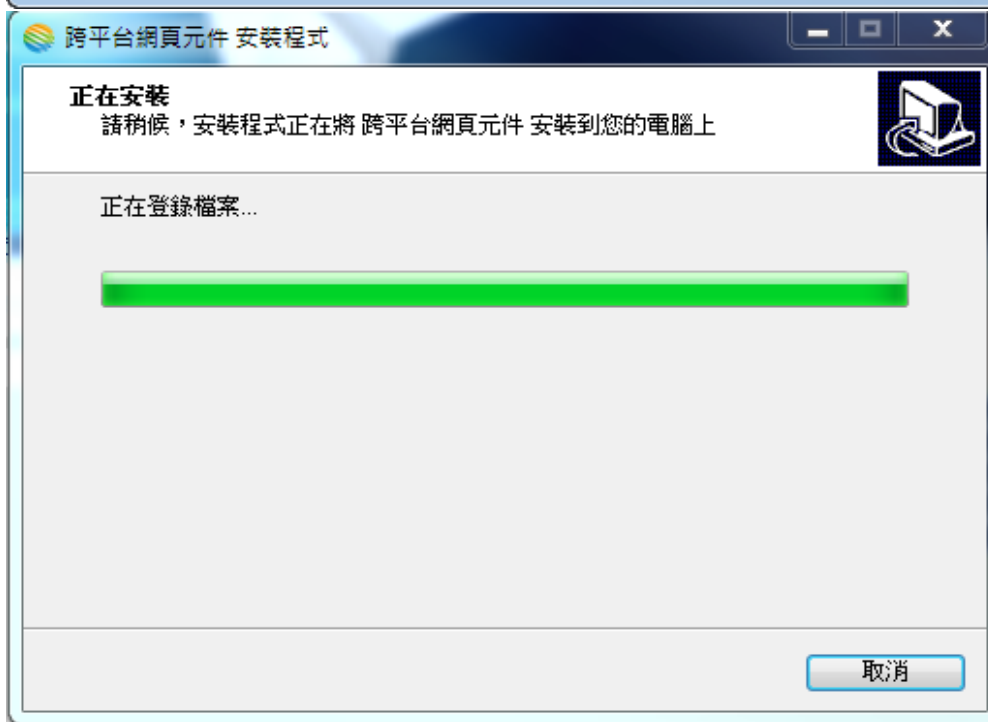 跨平台網頁元件 安裝程式
正在安裝
請稍候，安裝程式正在將 跨平台網頁元件 安裝到您的電腦上
正在登錄檔案...
取消